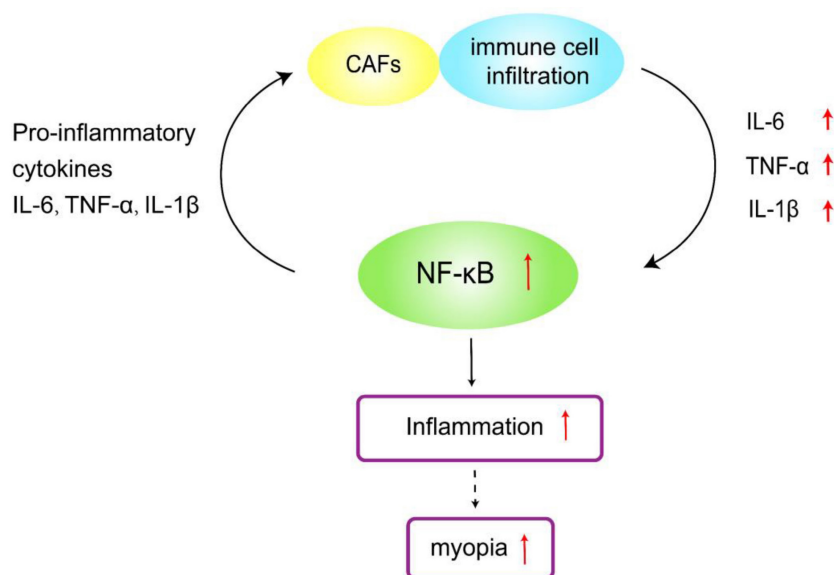 CAFs
immune cell
infiltration
Pro-inflammatory
cytokines
IL-6, TNF-α, IL-1β
IL-6
TNF-α
IL-1β
NF-κB
Inflammation
myopia